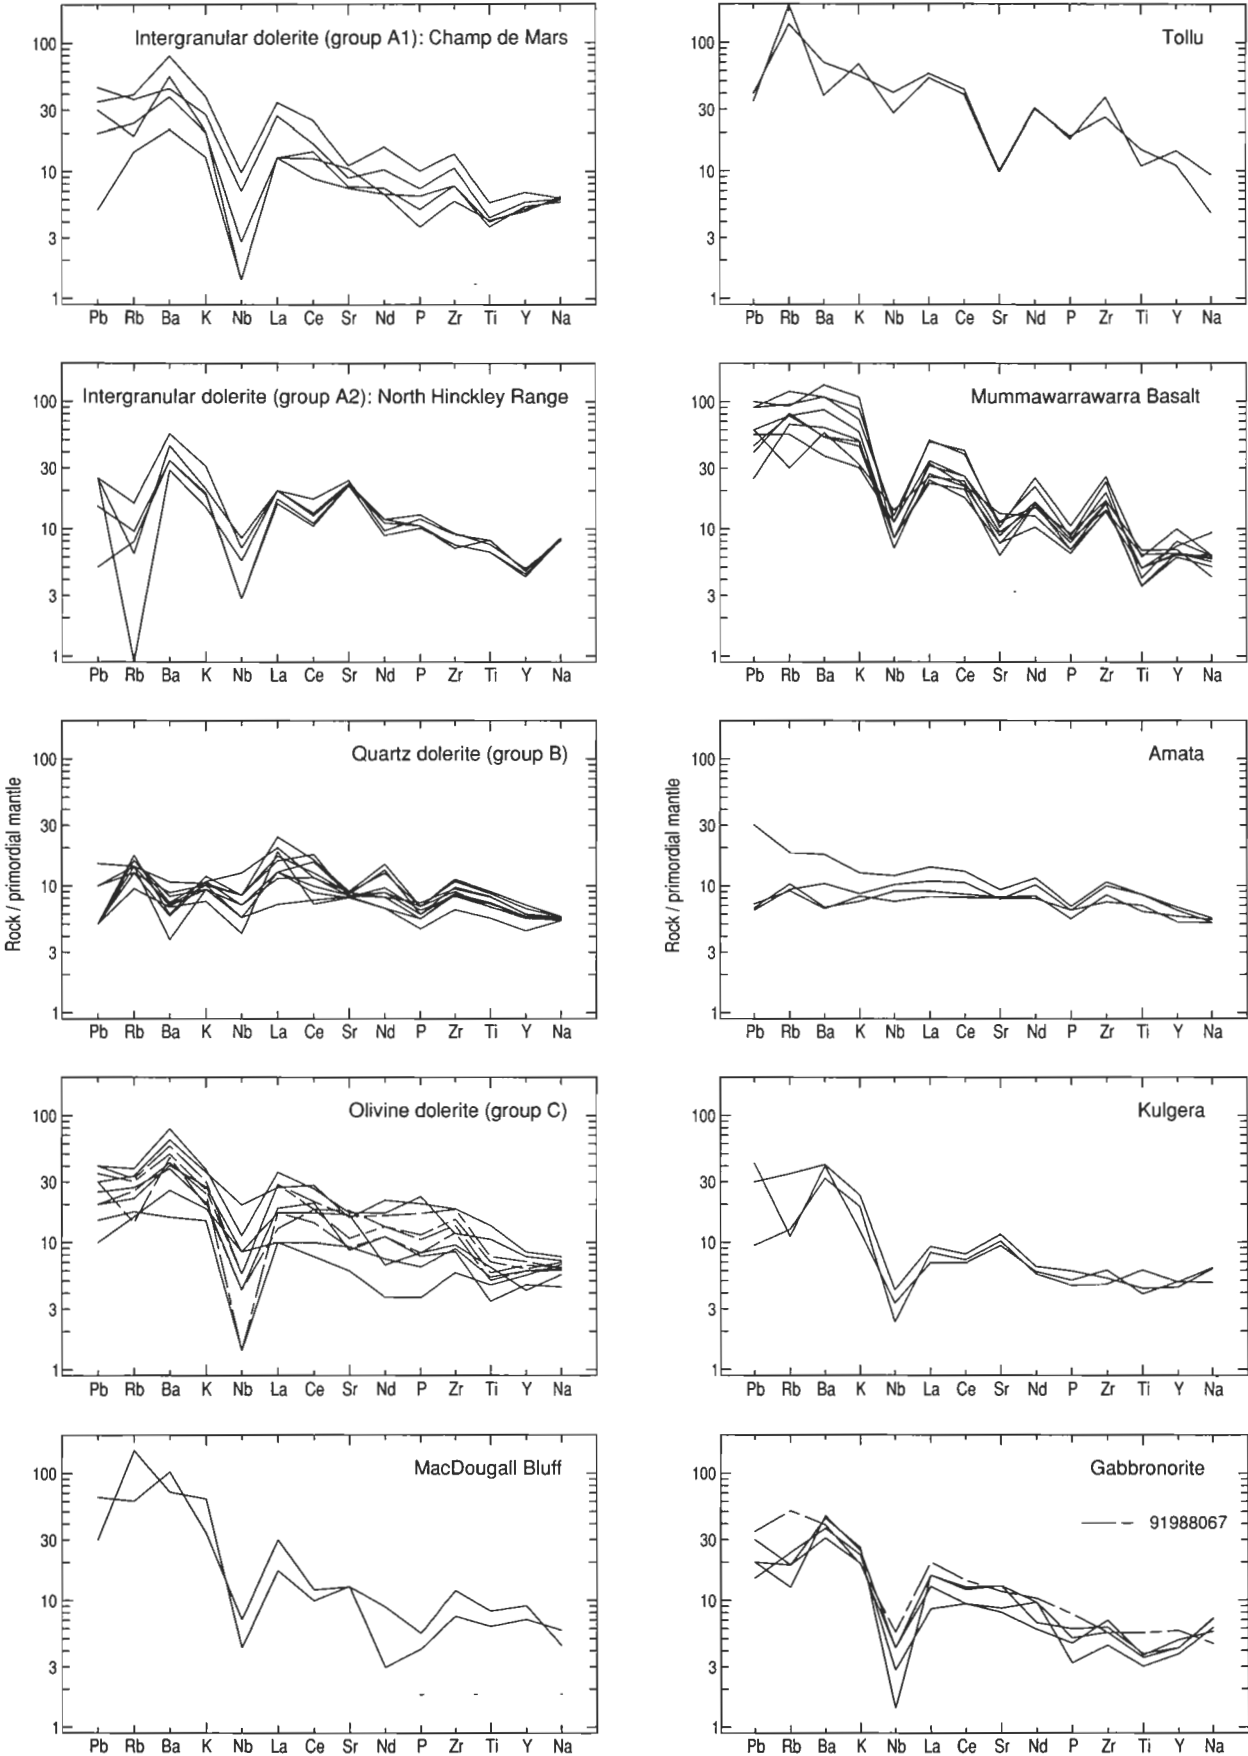 Intergranular dolerite (group A1): Champ de Mars
100
30
10
3
1
Pb Rb Ba K Nb La Ce Sr Nd P Zr Ti Y Na
Tollu
100
30
10
3
1
Pb Rb Ba K Nb La Ce Sr Nd P Zr Ti Y Na
Intergranular dolerite (group A2): North Hinckley Range
100
30
10
3
1
Pb Rb Ba K Nb La Ce Sr Nd P Zr Ti Y Na
Mummawarrawarra Basalt
100
30
10
3
1
Pb Rb Ba K Nb La Ce Sr Nd P Zr Ti Y Na
Quartz dolerite (group B)
Rock / primordial mantle
100
30
10
3
1
Pb Rb Ba K Nb La Ce Sr Nd P Zr Ti Y Na
Amata
Rock / primordial mantle
100
30
10
3
1
Pb Rb Ba K Nb La Ce Sr Nd P Zr Ti Y Na
Olivine dolerite (group C)
100
30
10
3
1
Pb Rb Ba K Nb La Ce Sr Nd P Zr Ti Y Na
Kulgera
100
30
10
3
1
Pb Rb Ba K Nb La Ce Sr Nd P Zr Ti Y Na
MacDougall Bluff
100
30
10
3
1
Pb Rb Ba K Nb La Ce Sr Nd P Zr Ti Y Na
Gabbronorite
91988067
100
30
10
3
1
Pb Rb Ba K Nb La Ce Sr Nd P Zr Ti Y Na